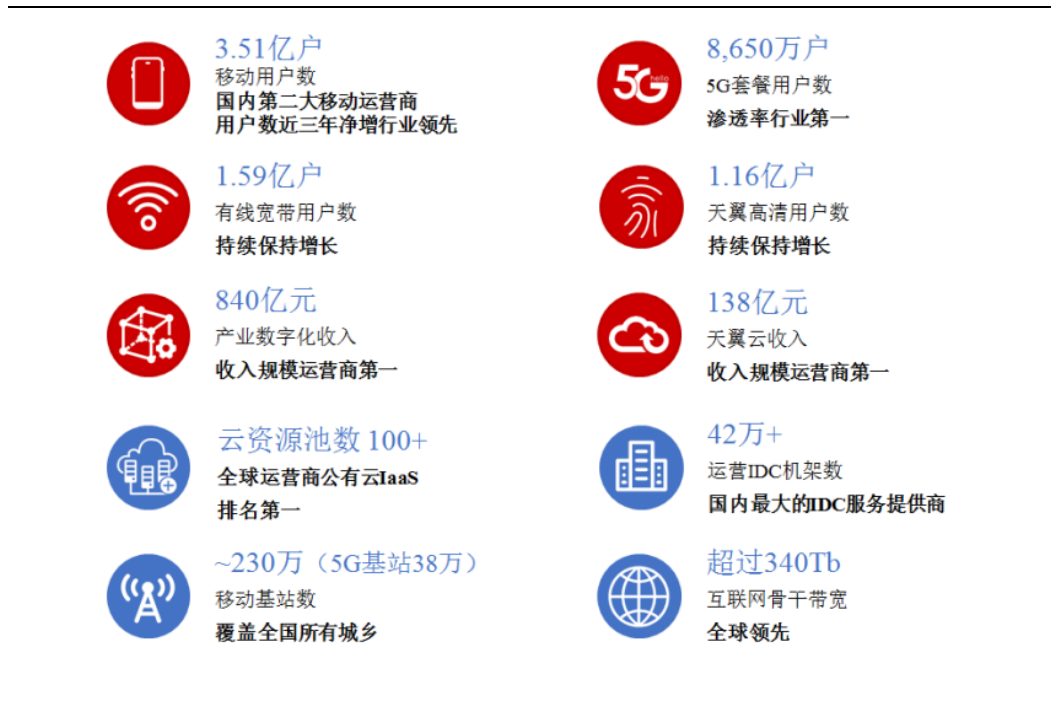 3.51亿户
移动用户数
国内第二大移动运营商
用户数近三年净增行业领先
8,650万户
5G套餐用户数
渗透率行业第一
1.59亿户
有线宽带用户数
持续保持增长
1.16亿户
天翼高清用户数
持续保持增长
840亿元
产业数字化收入
收入规模运营商第一
138亿元
天翼云收入
收入规模运营商第一
云资源池数 100+
全球运营商公有云IaaS
排名第一
42万+
运营IDC机架数
国内最大的IDC服务提供商
~230万（5G基站38万）
移动基站数
覆盖全国所有城乡
超过340Tb
互联网骨干带宽
全球领先
5G
hello